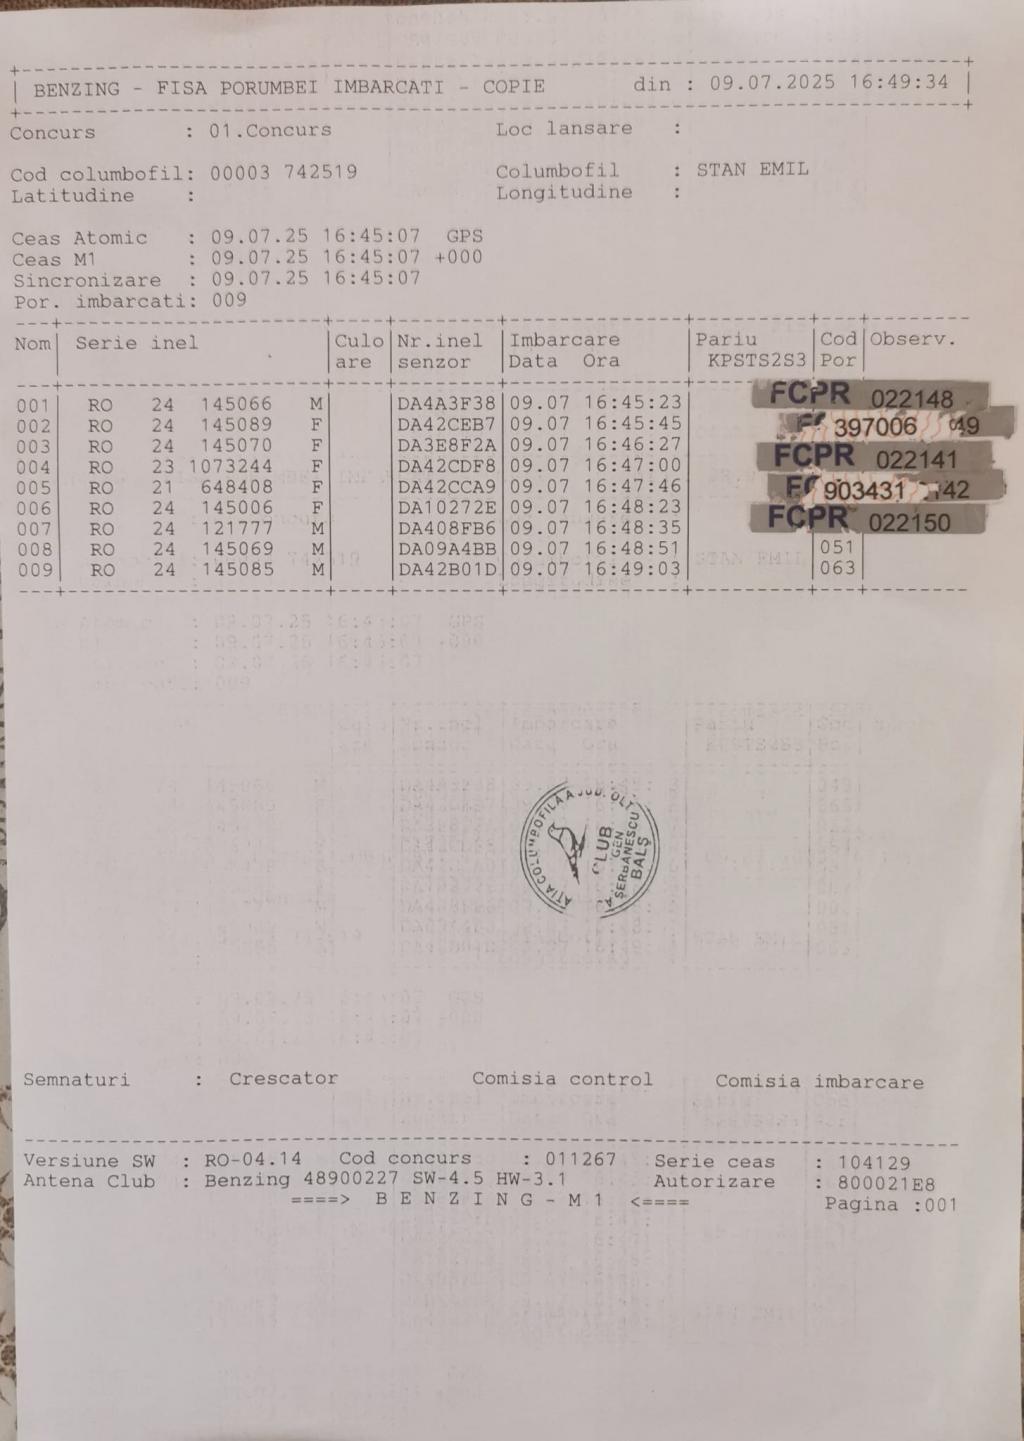 BENZING - FISA PORUMBEI IMBARCATI - COPIE din : 09.07.2025 16:49:34
Concurs : 01.Concurs Loc lansare :
Cod columbofil: 00003 742519 Columbofil : STAN EMIL
Latitudine : Longitudine :
Ceas Atomic : 09.07.25 16:45:07 GPS
Ceas M1 : 09.07.25 16:45:07 +000
Sincronizare : 09.07.25 16:45:07
Por. imbarcati: 009
Nom| Serie inel |Culo|Nr.inel |Imbarcare |Pariu |Cod|Observ.
|are |senzor |Data Ora | KPSTS2S3|Por|
001| RO 24 145066 M| |DA4A3F38|09.07 16:45:23| FCPR 022148
002| RO 24 145089 F| |DA42CEB7|09.07 16:45:45| 397006 49
003| RO 24 145070 F| |DA3E8F2A|09.07 16:46:27| FCPR 022141
004| RO 23 1073244 F| |DA42CDF8|09.07 16:47:00|
005| RO 21 648408 F| |DA42CCA9|09.07 16:47:46| 903431 42
006| RO 24 145006 F| |DA10272E|09.07 16:48:23|
007| RO 24 121777 M| |DA408FB6|09.07 16:48:35| FCPR 022150
008| RO 24 145069 M| |DA09A4BB|09.07 16:48:51| |051|
009| RO 24 145085 M| |DA42B01D|09.07 16:49:03| |063|
COLUMBOFILA A JUD. OLT
CLUB
GEN
A.ȘERBĂNESCU
BALȘ
Semnaturi : Crescator Comisia control Comisia imbarcare
Versiune SW : RO-04.14 Cod concurs : 011267 Serie ceas : 104129
Antena Club : Benzing 48900227 SW-4.5 HW-3.1 Autorizare : 800021E8
====> B E N Z I N G - M 1 <==== Pagina :001